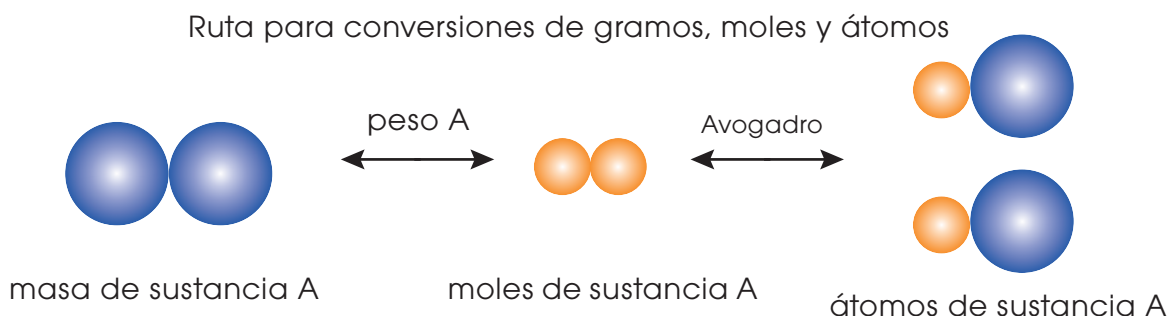 Ruta para conversiones de gramos, moles y átomos
peso A
Avogadro
masa de sustancia A
moles de sustancia A
átomos de sustancia A